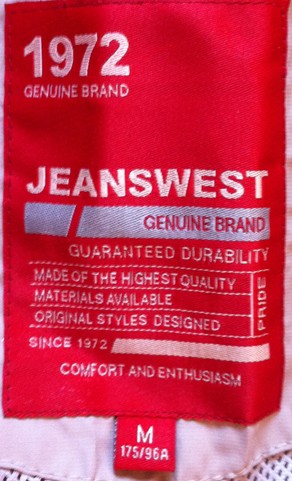 1972
GENUINE BRAND
JEANSWEST
GENUINE BRAND
GUARANTEED DURABILITY
MADE OF THE HIGHEST QUALITY
MATERIALS AVAILABLE
ORIGINAL STYLES DESIGNED
PRIDE
SINCE 1972
COMFORT AND ENTHUSIASM
M
175/96A